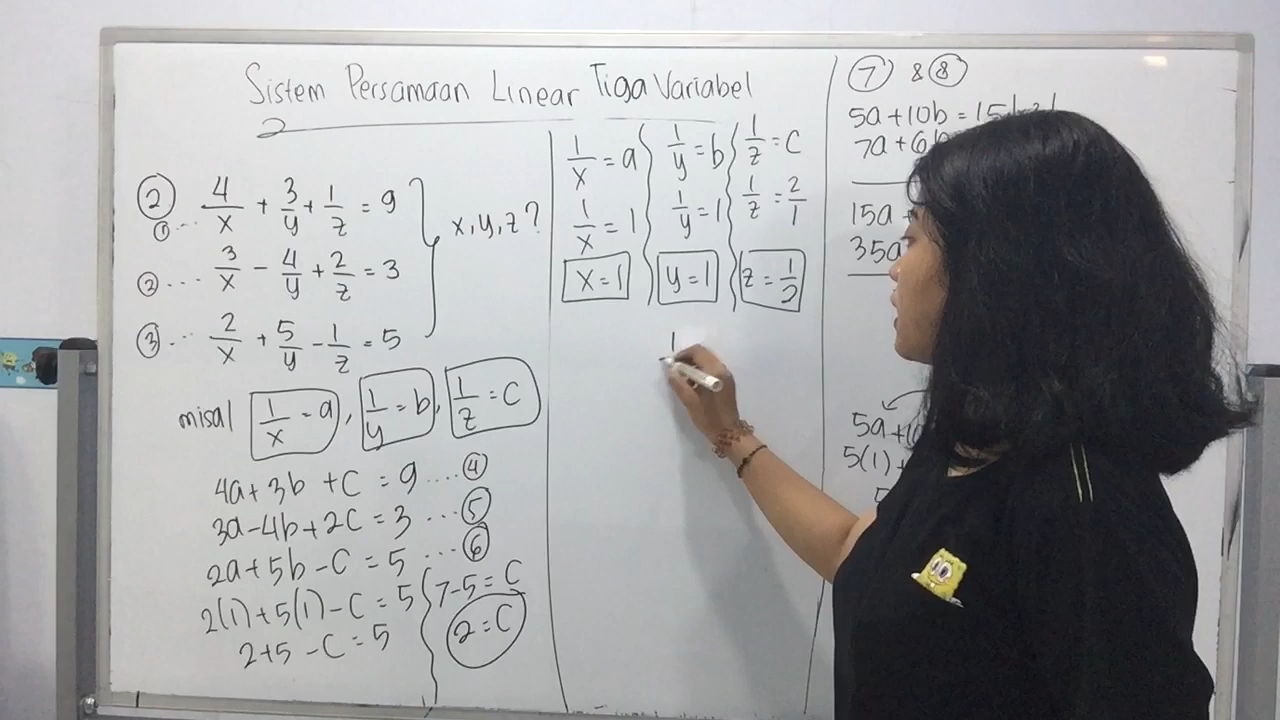 Sistem Persamaan Linear Tiga Variabel
② 4/x + 3/y + 1/z = 9
①... 
②... 3/x - 4/y + 2/z = 3
③... 2/x + 5/y - 1/z = 5
x, y, z?
misal 1/x = a, 1/y = b, 1/z = C
4a + 3b + C = 9 .... ④
3a - 4b + 2C = 3 ... ⑤
2a + 5b - C = 5 ... ⑥
2(1) + 5(1) - C = 5
2 + 5 - C = 5
7 - 5 = C
2 = C
1/x = a
1/x = 1
x = 1
1/y = b
1/y = 1
y = 1
1/z = C
1/z = 2/1
z = 1/2
1
⑦ & ⑧
5a + 10b = 15
7a + 6b
15a
35a
5a + 10
5(1) +
5